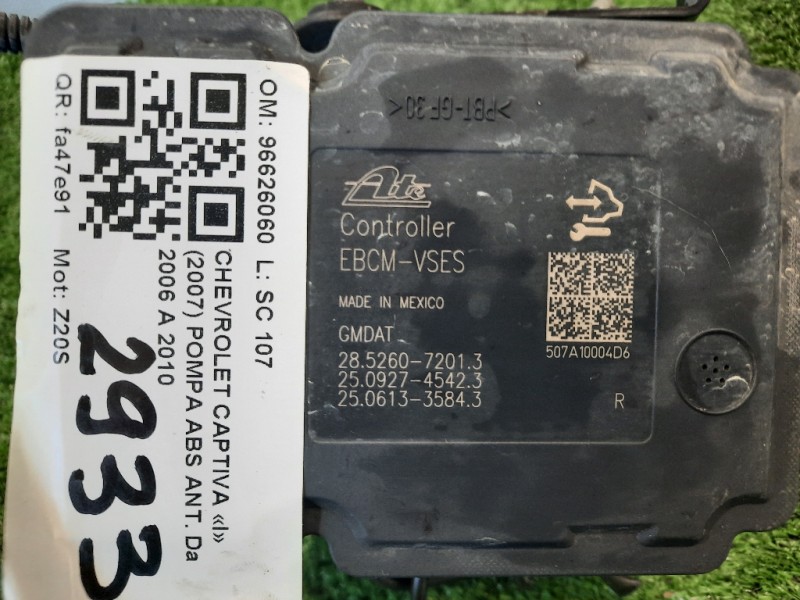 OM: 96626060 L: SC 107
CHEVROLET CAPTIVA «I»
(2007) POMPA ABS ANT. Da
2006 A 2010
QR: fa47e91 Mot: Z20S
2933
>PBT-GF30<
Ate
Controller
EBCM-VSES
MADE IN MEXICO
GMDAT
28.5260-7201.3
25.0927-4542.3
25.0613-3584.3
507A10004D6
R